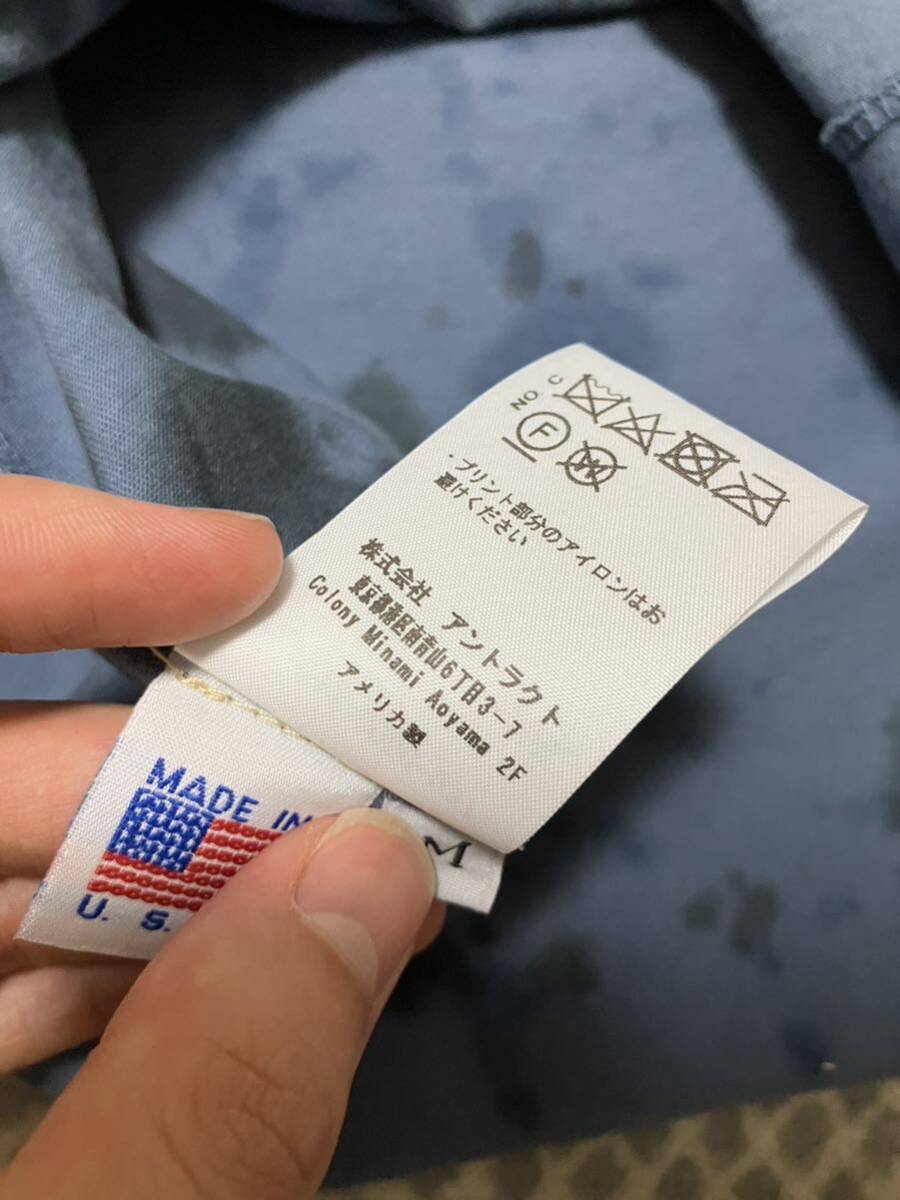 NO. C
F
W
・プリント部分のアイロンはお
避けください
株式会社 アントラクト
東京都港区南青山6丁目3-7
Colony Minami Aoyama 2F
アメリカ製
MADE IN
U. S.
M